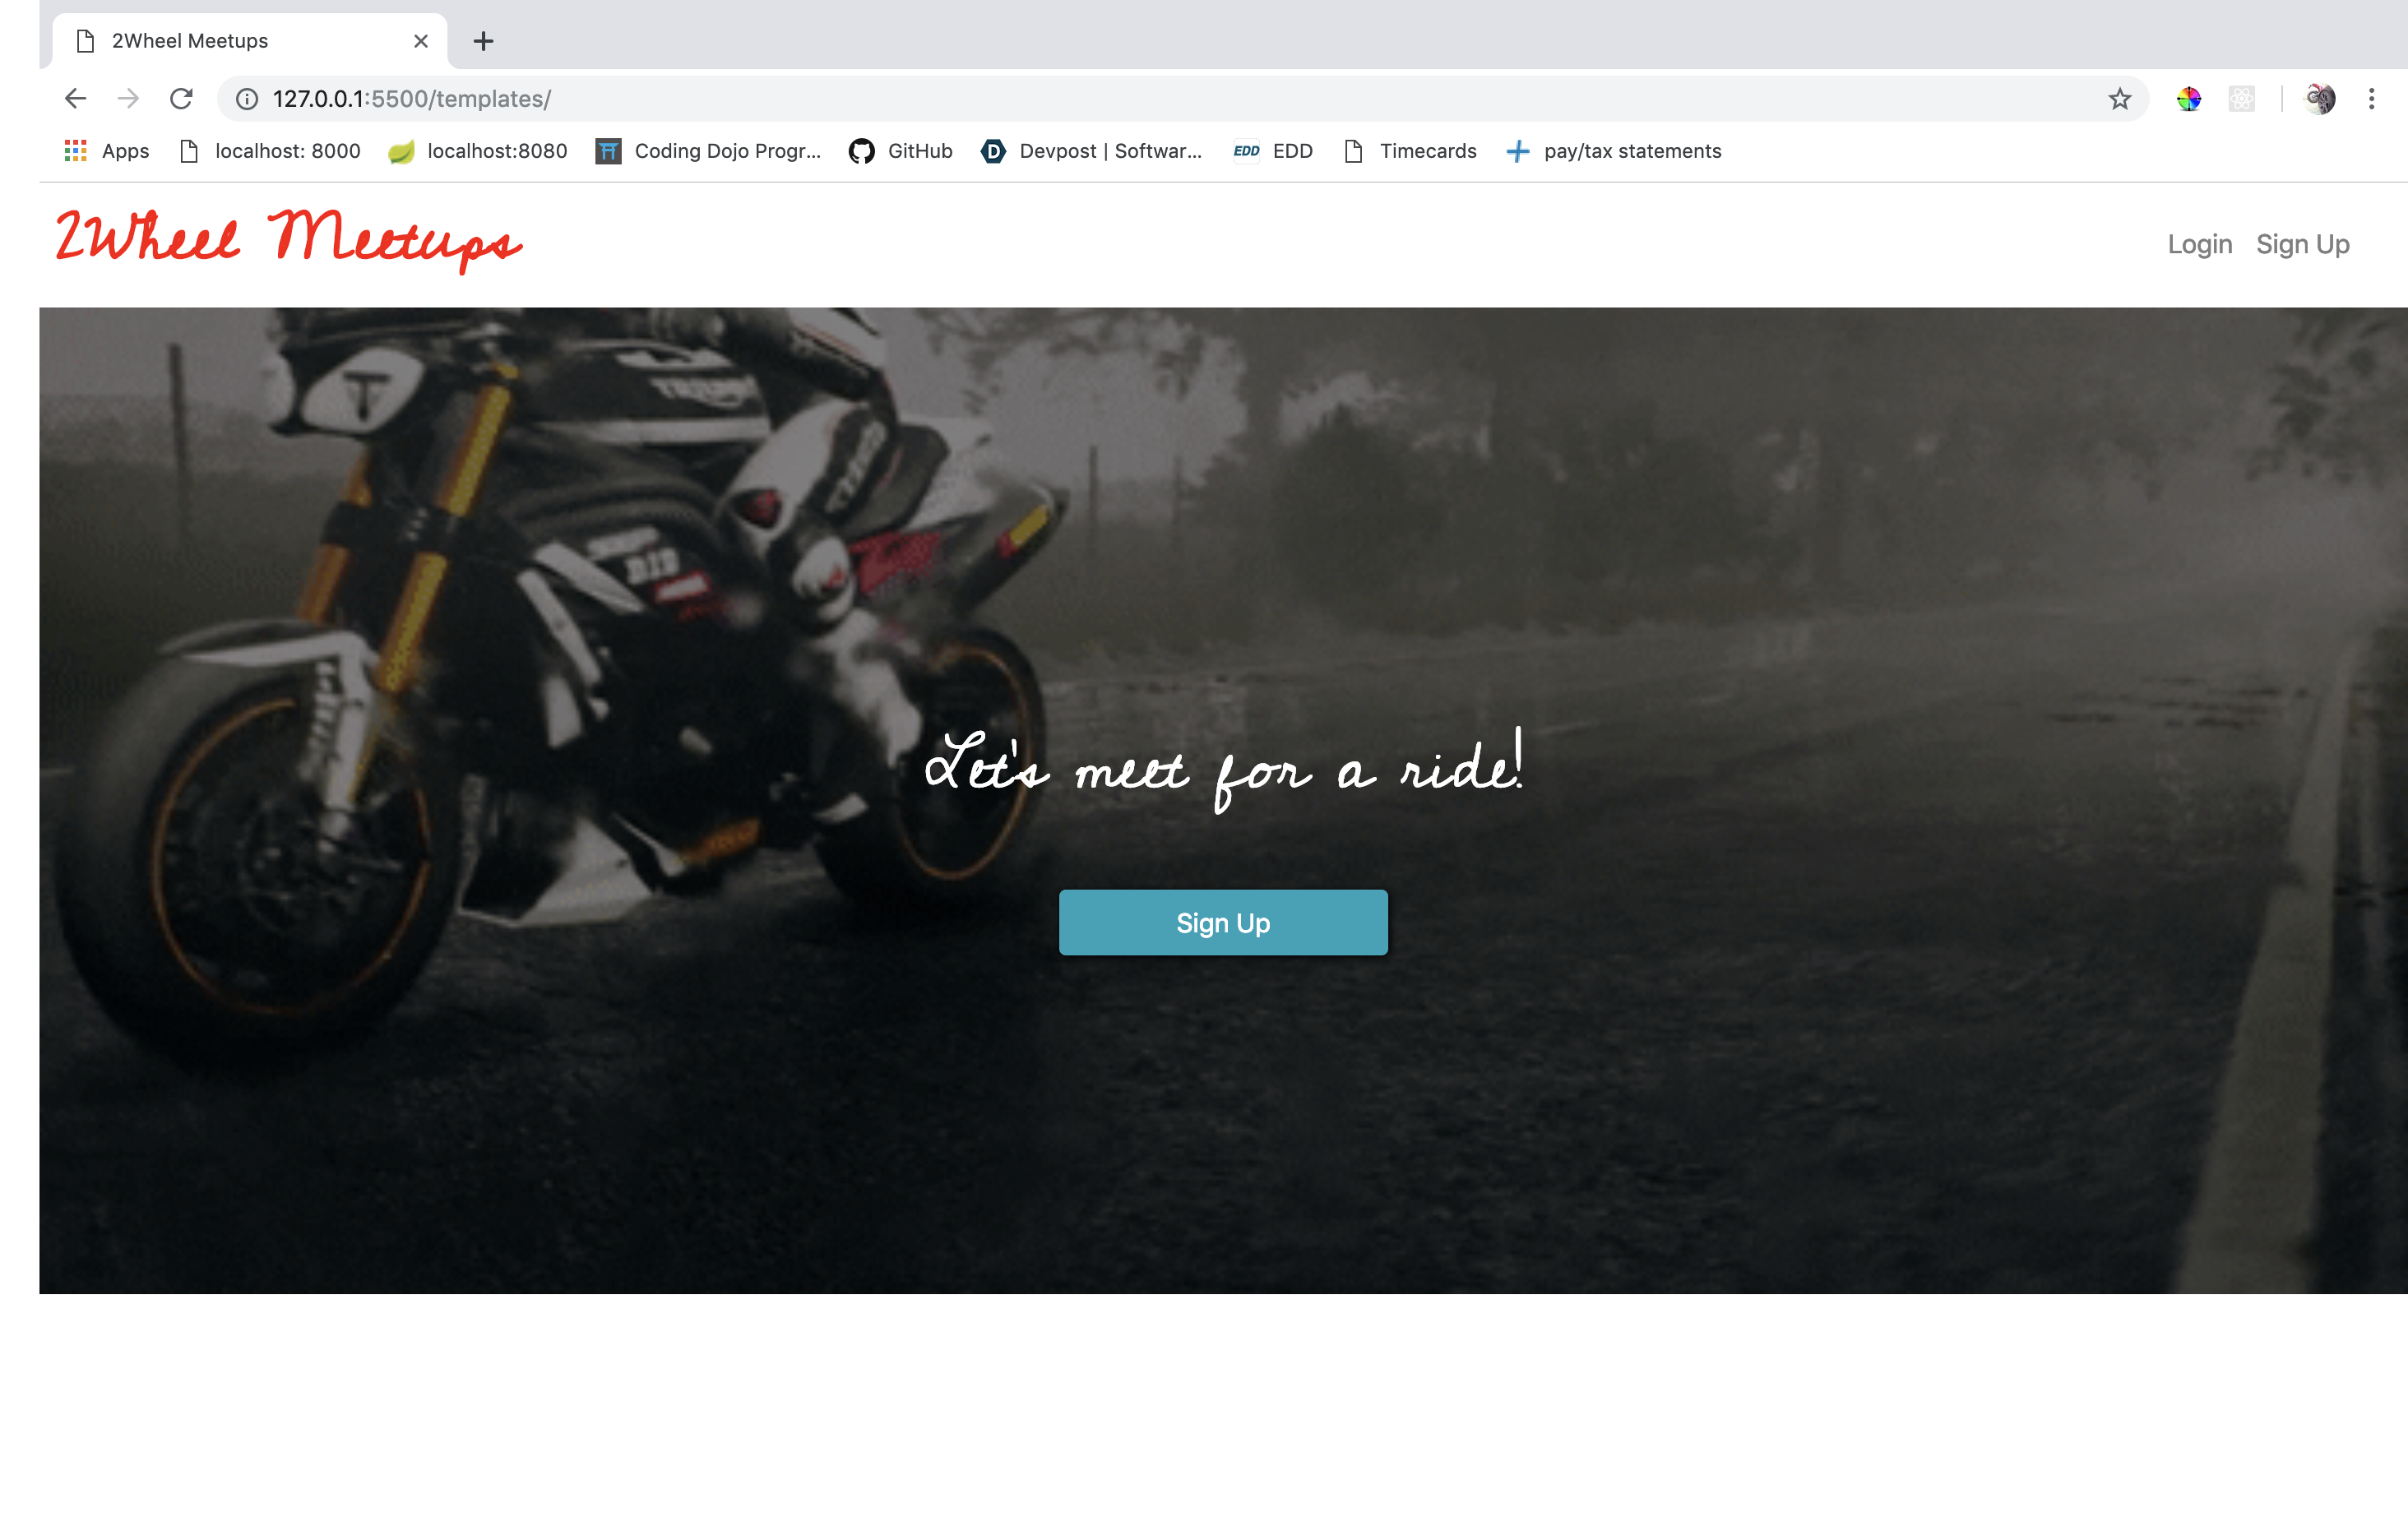 2Wheel Meetups
127.0.0.1:5500/templates/
Apps localhost: 8000 localhost:8080 Coding Dojo Progr... GitHub Devpost | Softwar... EDD EDD Timecards pay/tax statements
2Wheel Meetups
Login Sign Up
T
Let's meet for a ride!
Sign Up